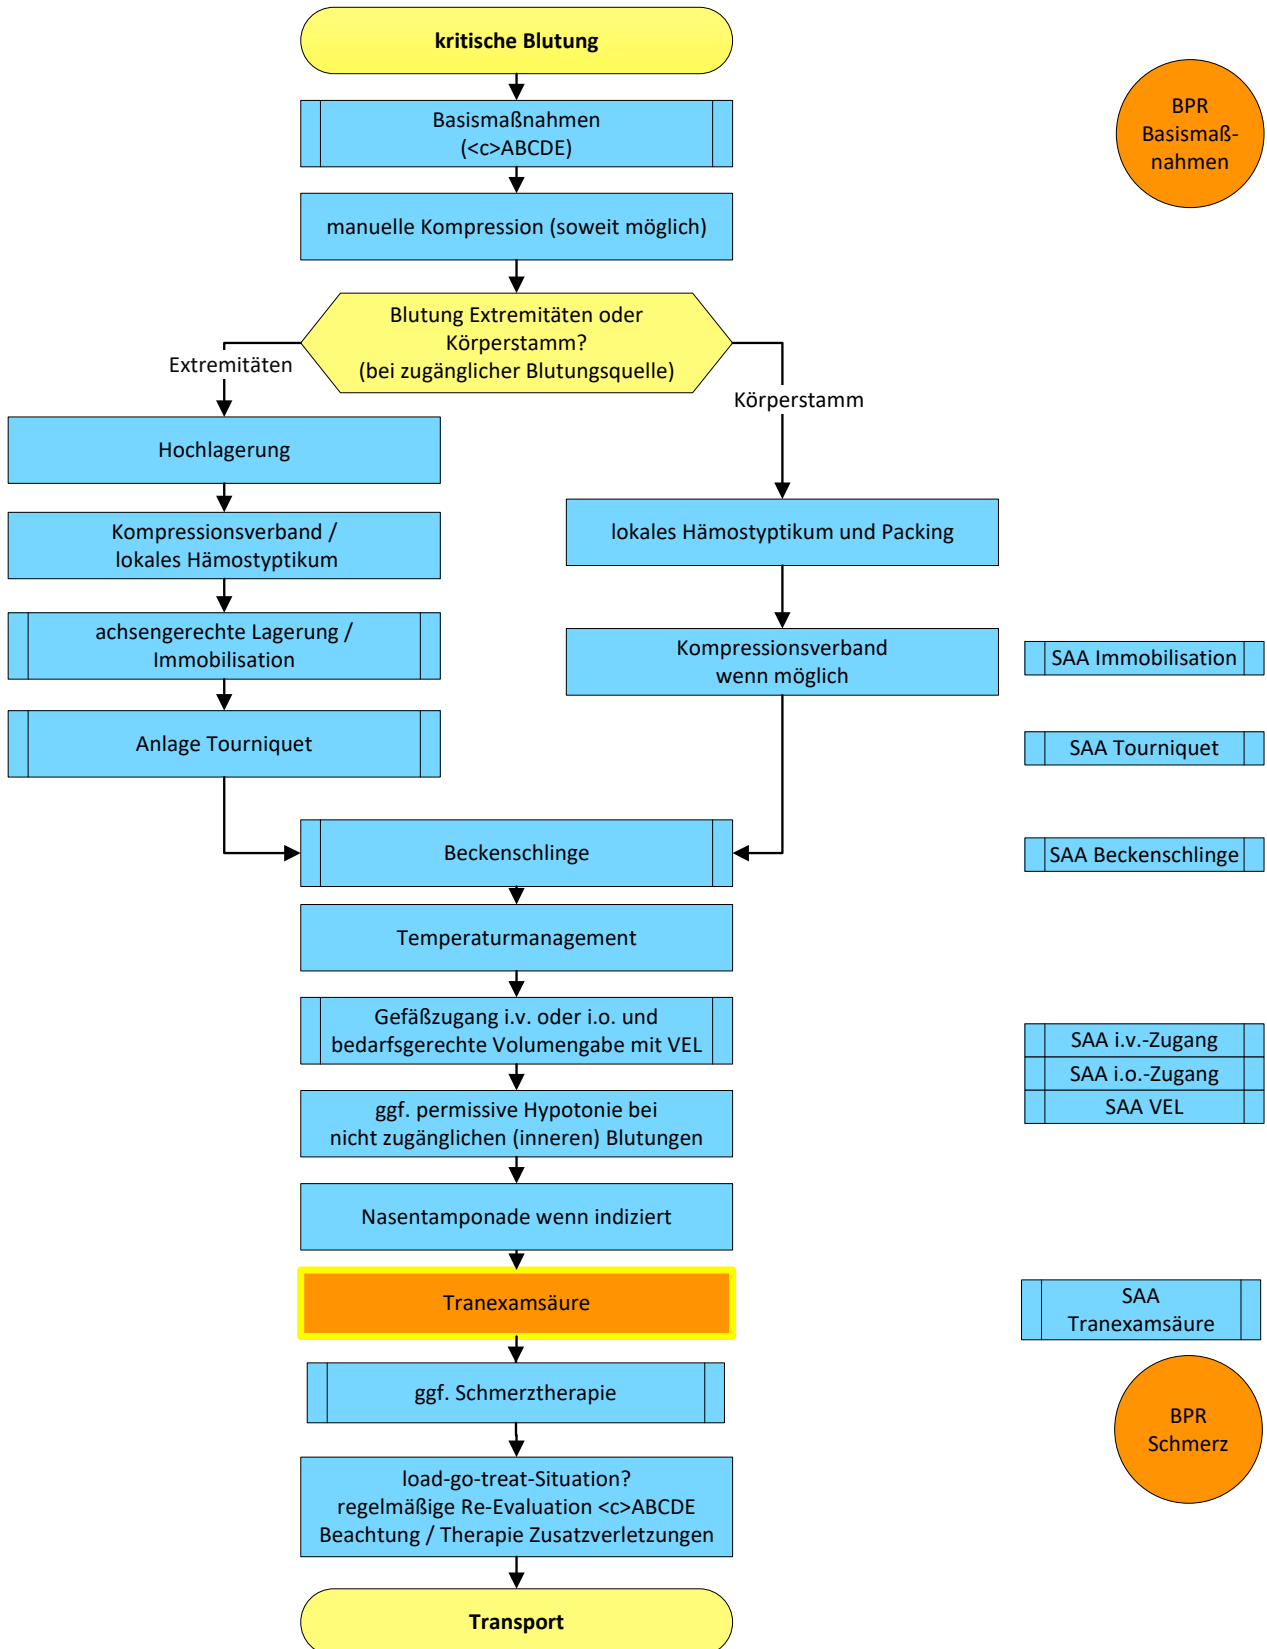 kritische Blutung
Basismaßnahmen
(<c>ABCDE)
BPR
Basismaß-
nahmen
manuelle Kompression (soweit möglich)
Blutung Extremitäten oder
Körperstamm?
(bei zugänglicher Blutungsquelle)
Extremitäten
Körperstamm
Hochlagerung
Kompressionsverband /
lokales Hämostyptikum
lokales Hämostyptikum und Packing
achsengerechte Lagerung /
Immobilisation
Kompressionsverband
wenn möglich
SAA Immobilisation
Anlage Tourniquet
SAA Tourniquet
Beckenschlinge
SAA Beckenschlinge
Temperaturmanagement
Gefäßzugang i.v. oder i.o. und
bedarfsgerechte Volumengabe mit VEL
SAA i.v.-Zugang
SAA i.o.-Zugang
SAA VEL
ggf. permissive Hypotonie bei
nicht zugänglichen (inneren) Blutungen
Nasentamponade wenn indiziert
Tranexamsäure
SAA
Tranexamsäure
ggf. Schmerztherapie
BPR
Schmerz
load-go-treat-Situation?
regelmäßige Re-Evaluation <c>ABCDE
Beachtung / Therapie Zusatzverletzungen
Transport